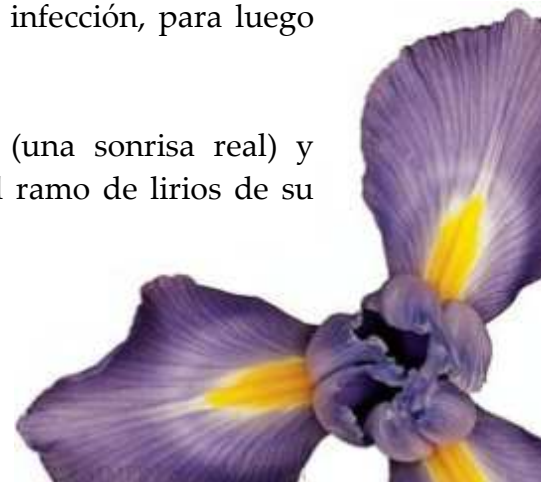 infección, para luego
(una sonrisa real) y
ramo de lirios de su